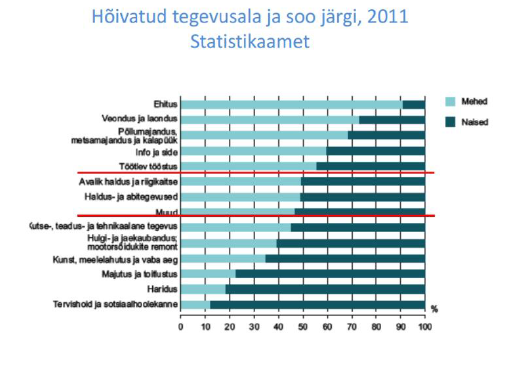 Hõivatud tegevusala ja soo järgi, 2011
Statistikaamet
Ehitus
Veondus ja laondus
Põllumajandus,
metsamajandus ja kalapüük
Info ja side
Töötlev tööstus
Avalik haldus ja riigikaitse
Haldus- ja abitegevused
Muud
Kutse-, teadus- ja tehnikaalane tegevus
Hulgi- ja jaekaubandus;
mootorsõidukite remont
Kunst, meelelahutus ja vaba aeg
Majutus ja toitlustus
Haridus
Tervishoid ja sotsiaalhoolekanne
Mehed
Naised
0 10 20 30 40 50 60 70 80 90 100
%